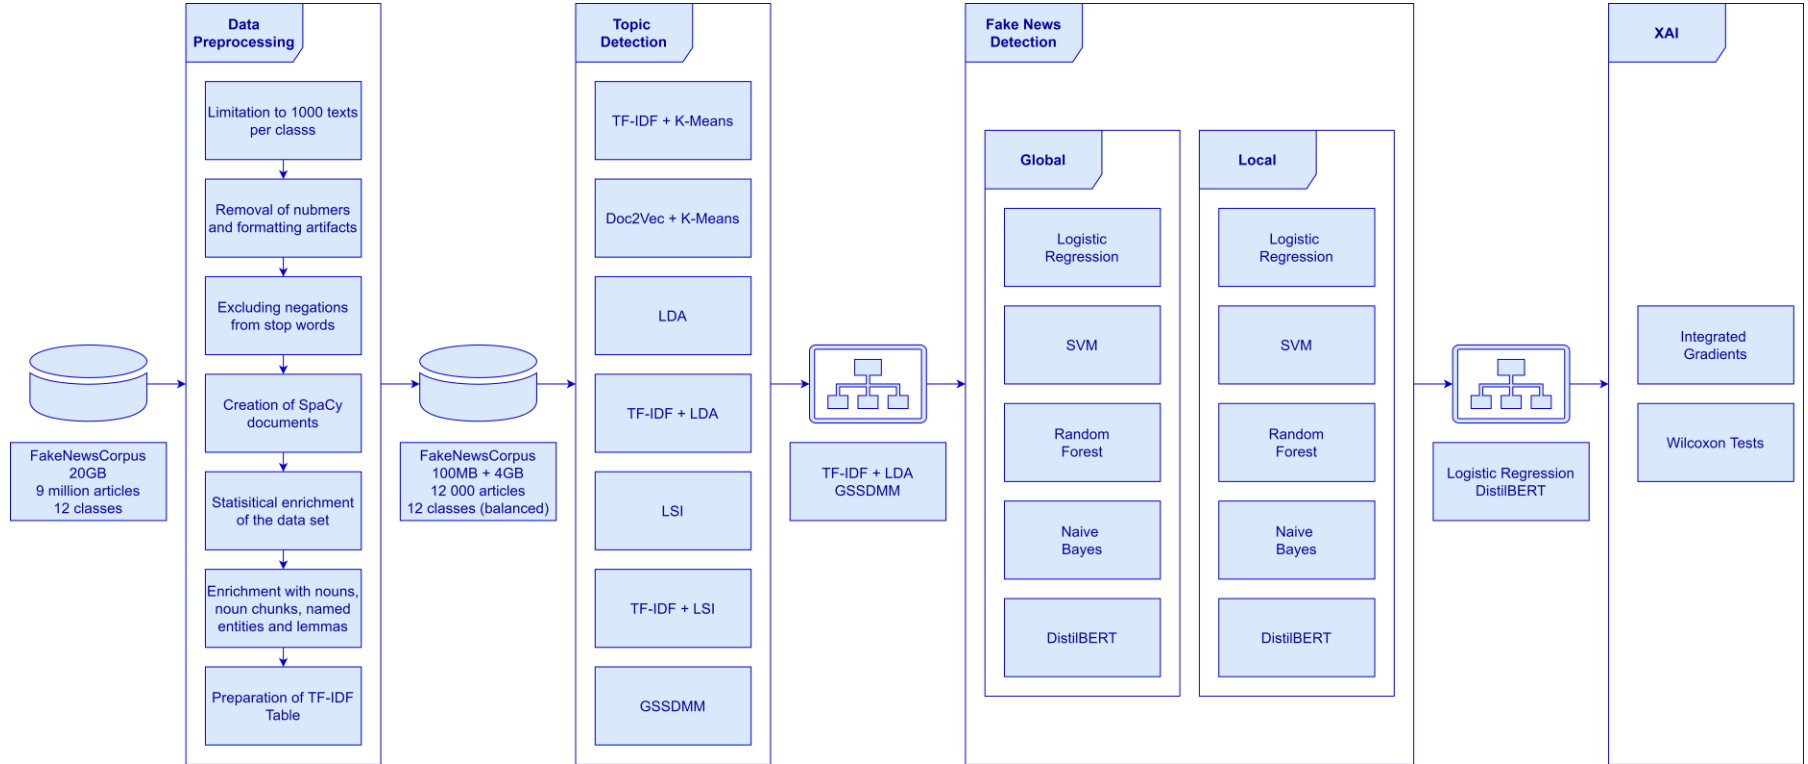 FakeNewsCorpus
20GB
9 million articles
12 classes
Data
Preprocessing
Limitation to 1000 texts
per classs
Removal of nubmers
and formatting artifacts
Excluding negations
from stop words
Creation of SpaCy
documents
Statisitical enrichment
of the data set
Enrichment with nouns,
noun chunks, named
entities and lemmas
Preparation of TF-IDF
Table
FakeNewsCorpus
100MB + 4GB
12 000 articles
12 classes (balanced)
Topic
Detection
TF-IDF + K-Means
Doc2Vec + K-Means
LDA
TF-IDF + LDA
LSI
TF-IDF + LSI
GSSDMM
TF-IDF + LDA
GSSDMM
Fake News
Detection
Global
Logistic
Regression
SVM
Random
Forest
Naive
Bayes
DistilBERT
Local
Logistic
Regression
SVM
Random
Forest
Naive
Bayes
DistilBERT
Logistic Regression
DistilBERT
XAI
Integrated
Gradients
Wilcoxon Tests